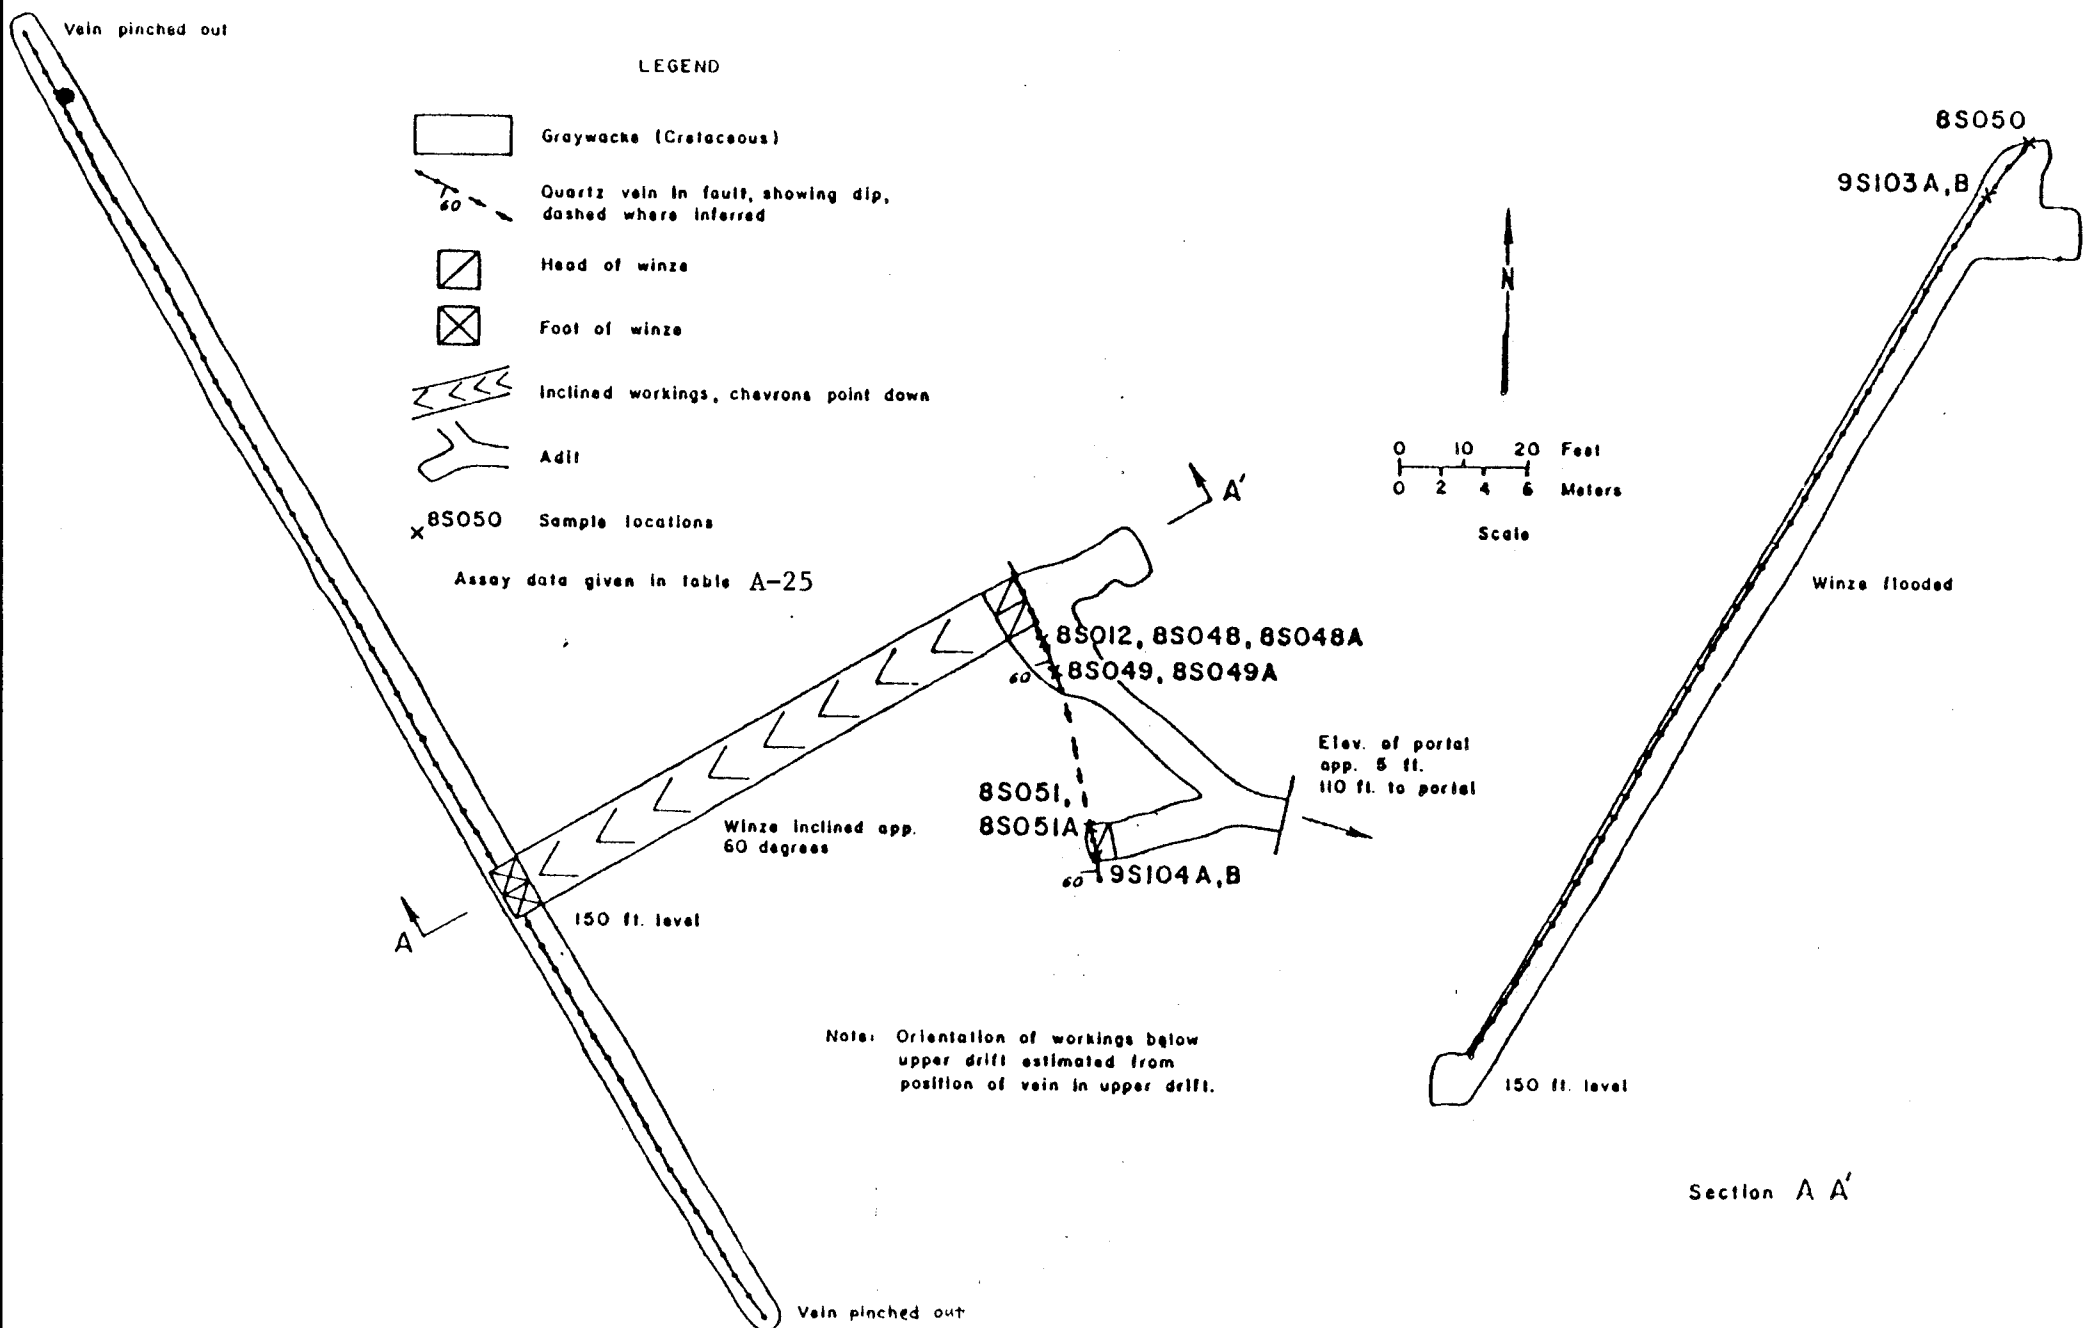 Vein pinched out
LEGEND
Graywacke (Cretaceous)
60
Quartz vein in fault, showing dip,
dashed where inferred
Head of winze
Foot of winze
Inclined workings, chevrons point down
Adit
8S050
Sample locations
Assay data given in table A-25
N
0 10 20 Feet
0 2 4 6 Meters
Scale
A'
8S012, 8S048, 8S048A
60
8S049, 8S049A
Elev. of portal
app. 5 ft.
110 ft. to portal
8S051,
8S051A
60
9S104A,B
Winze inclined app.
60 degrees
150 ft. level
A
Note: Orientation of workings below
upper drift estimated from
position of vein in upper drift.
Vein pinched out
8S050
9S103A,B
Winze flooded
150 ft. level
Section A A'